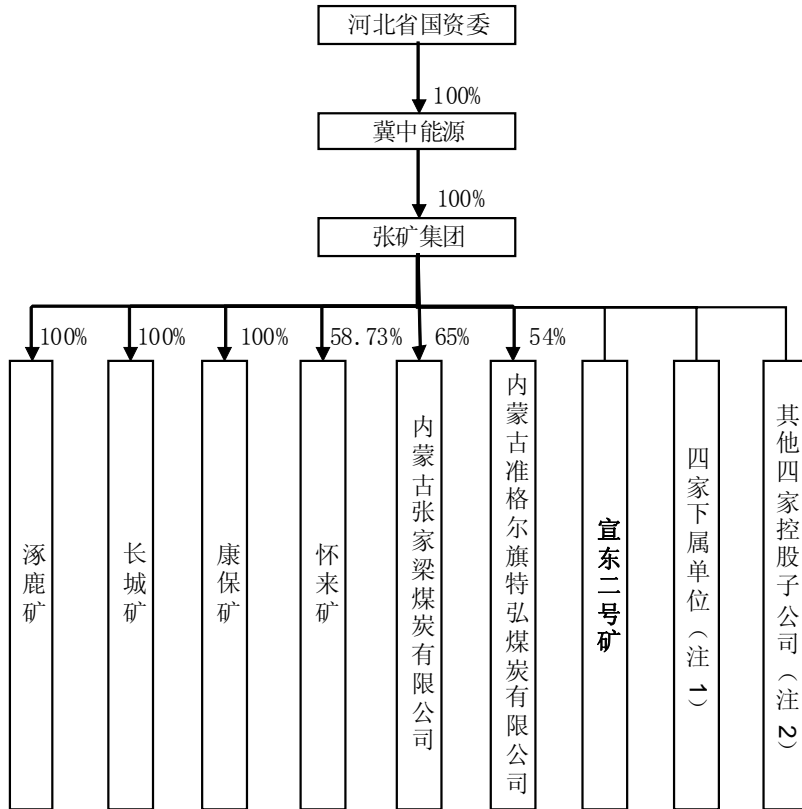 河北省国资委
100%
冀中能源
100%
张矿集团
100%
100%
100%
58.73%
65%
54%
涿鹿矿
长城矿
康保矿
怀来矿
内蒙古张家梁煤炭有限公司
内蒙古准格尔旗特弘煤炭有限公司
宣东二号矿
四家下属单位（注1）
其他四家控股子公司（注2）